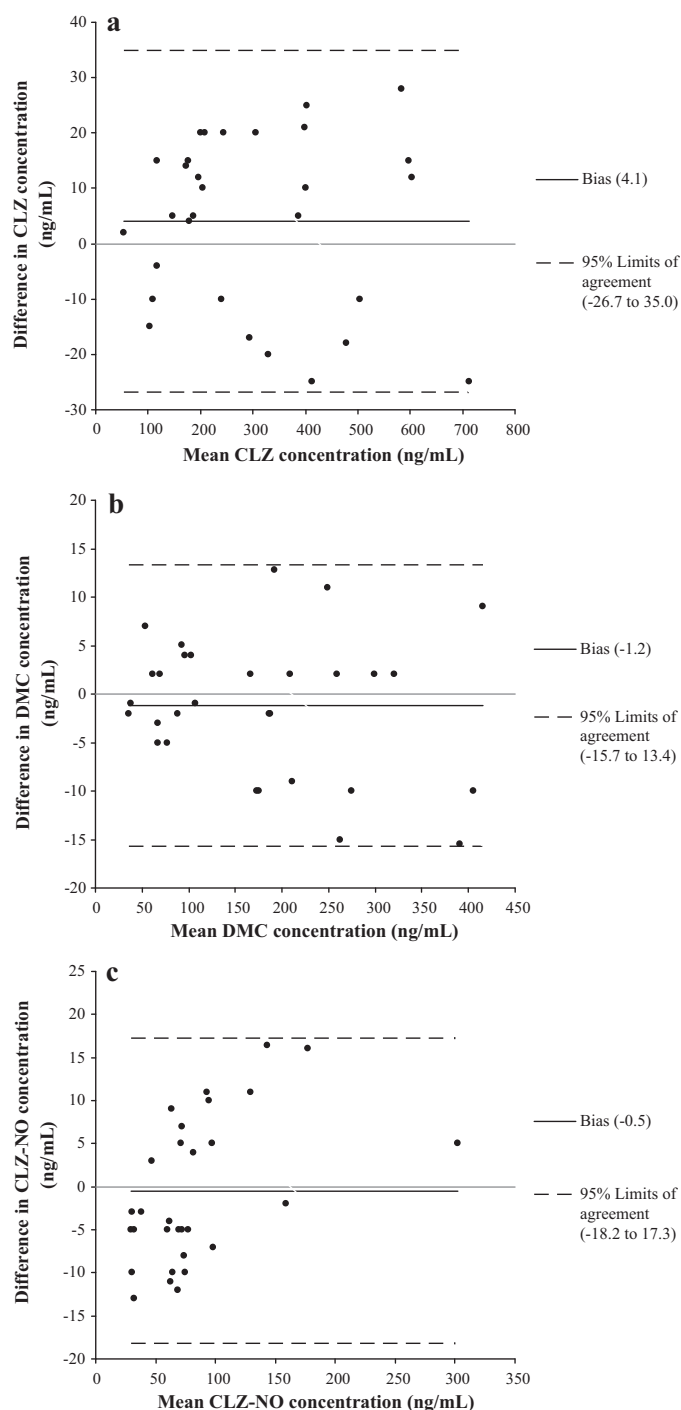 a
Difference in CLZ concentration
(ng/mL)
40
30
20
10
0
-10
-20
-30
0 100 200 300 400 500 600 700 800
Mean CLZ concentration (ng/mL)
Bias (4.1)
95% Limits of
agreement
(-26.7 to 35.0)
b
Difference in DMC concentration
(ng/mL)
20
15
10
5
0
-5
-10
-15
-20
0 50 100 150 200 250 300 350 400 450
Mean DMC concentration (ng/mL)
Bias (-1.2)
95% Limits of
agreement
(-15.7 to 13.4)
c
Difference in CLZ-NO concentration
(ng/mL)
25
20
15
10
5
0
-5
-10
-15
-20
0 50 100 150 200 250 300 350
Mean CLZ-NO concentration (ng/mL)
Bias (-0.5)
95% Limits of
agreement
(-18.2 to 17.3)